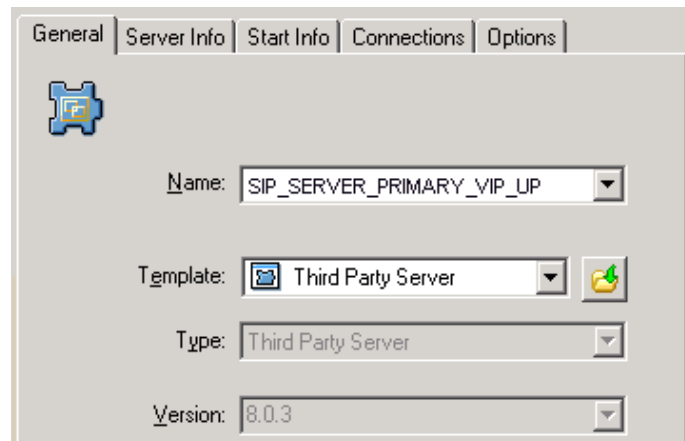 General Server Info Start Info Connections Options
Name: SIP_SERVER_PRIMARY_VIP_UP
Template: Third Party Server
Type: Third Party Server
Version: 8.0.3